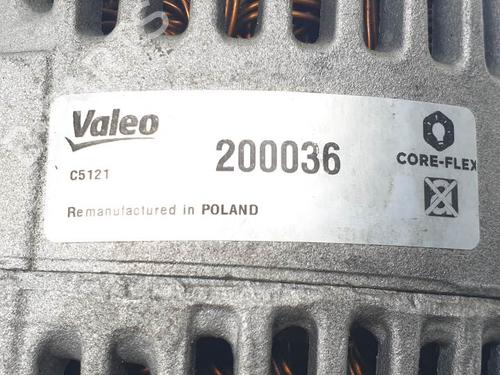 Valeo
200036
CORE-FLEX
C5121
Remanufactured in POLAND